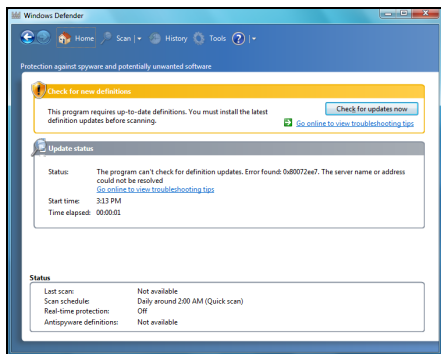 Windows Defender
Home Scan | History Tools |
Protection against spyware and potentially unwanted software
Check for new definitions
This program requires up-to-date definitions. You must install the latest
definition updates before scanning.
Check for updates now
Go online to view troubleshooting tips
Update status
Status: The program can't check for definition updates. Error found: 0x80072ee7. The server name or address
could not be resolved
Go online to view troubleshooting tips
Start time: 3:13 PM
Time elapsed: 00:00:01
Status
Last scan: Not available
Scan schedule: Daily around 2:00 AM (Quick scan)
Real-time protection: Off
Antispyware definitions: Not available